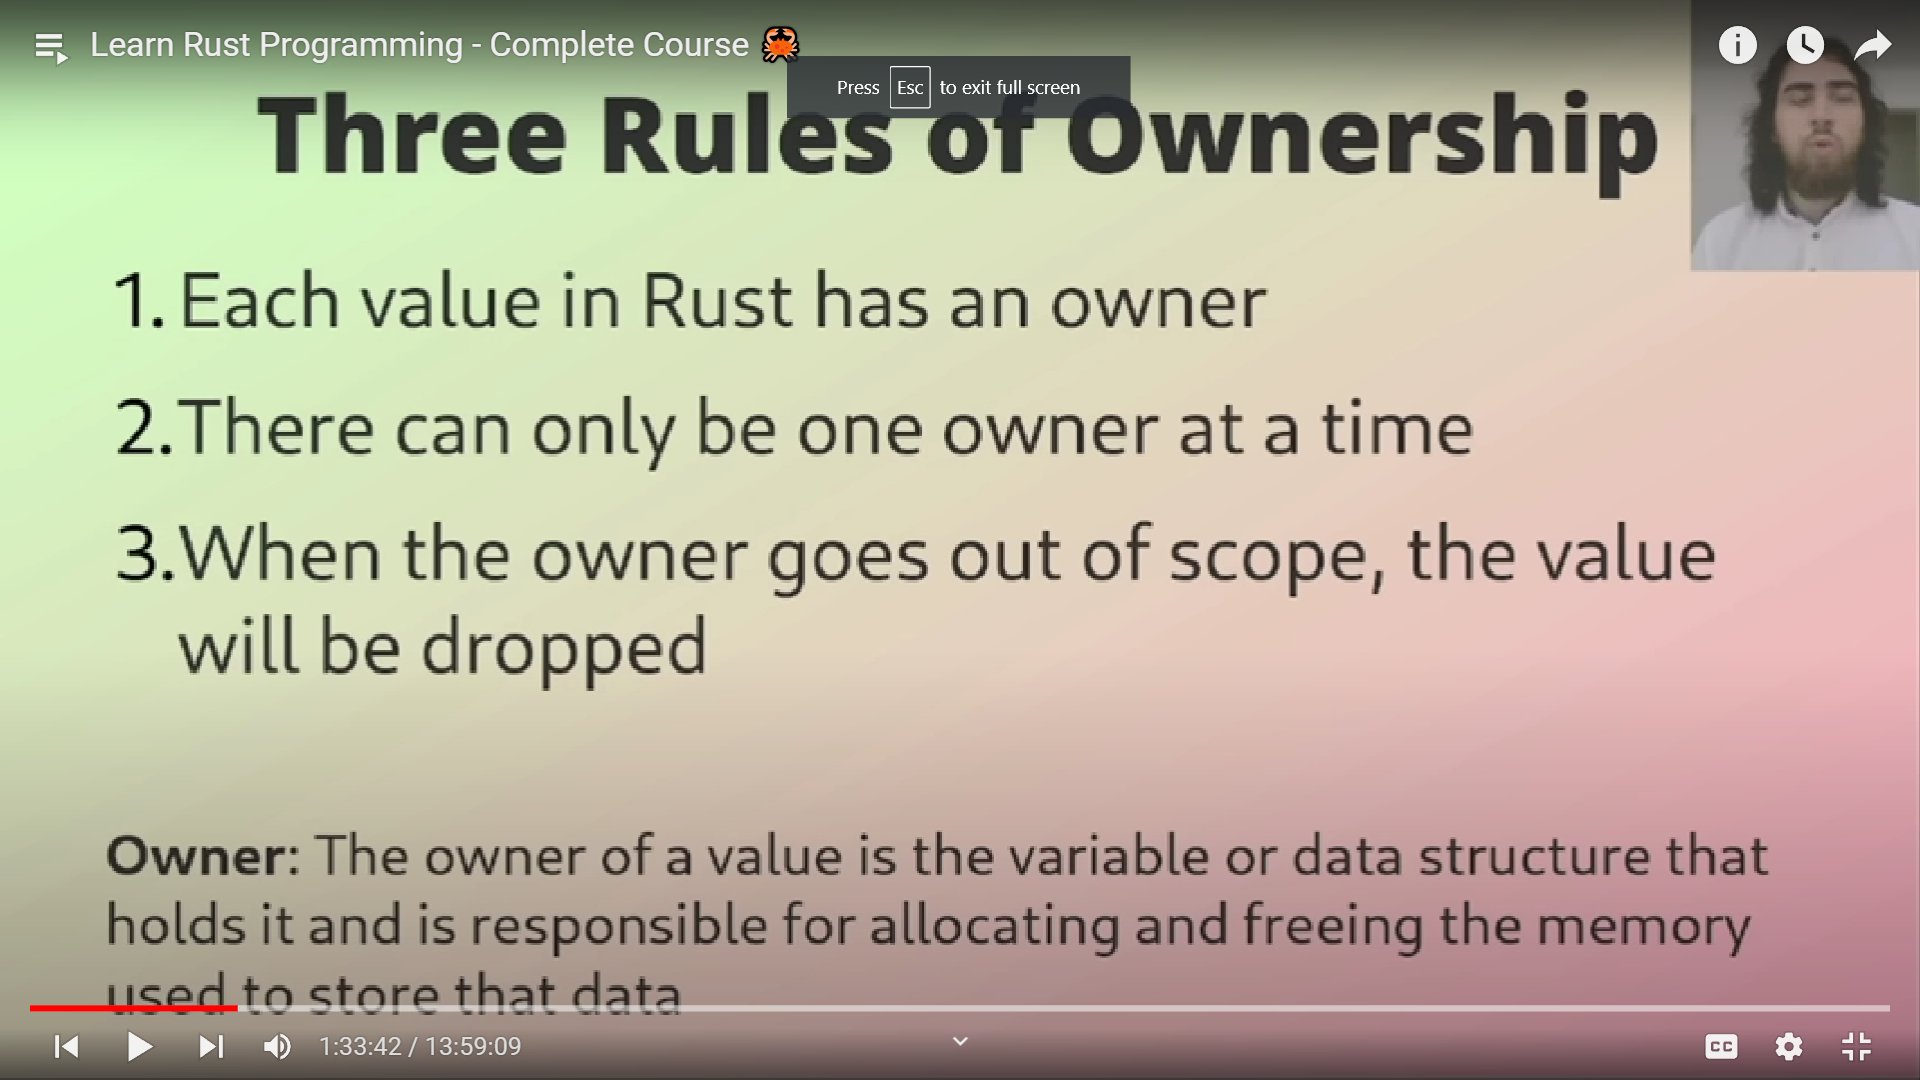 Learn Rust Programming - Complete Course
Press Esc to exit full screen
Three Rules of Ownership
1. Each value in Rust has an owner
2. There can only be one owner at a time
3. When the owner goes out of scope, the value
will be dropped
Owner: The owner of a value is the variable or data structure that
holds it and is responsible for allocating and freeing the memory
used to store that data
1:33:42 / 13:59:09
CC